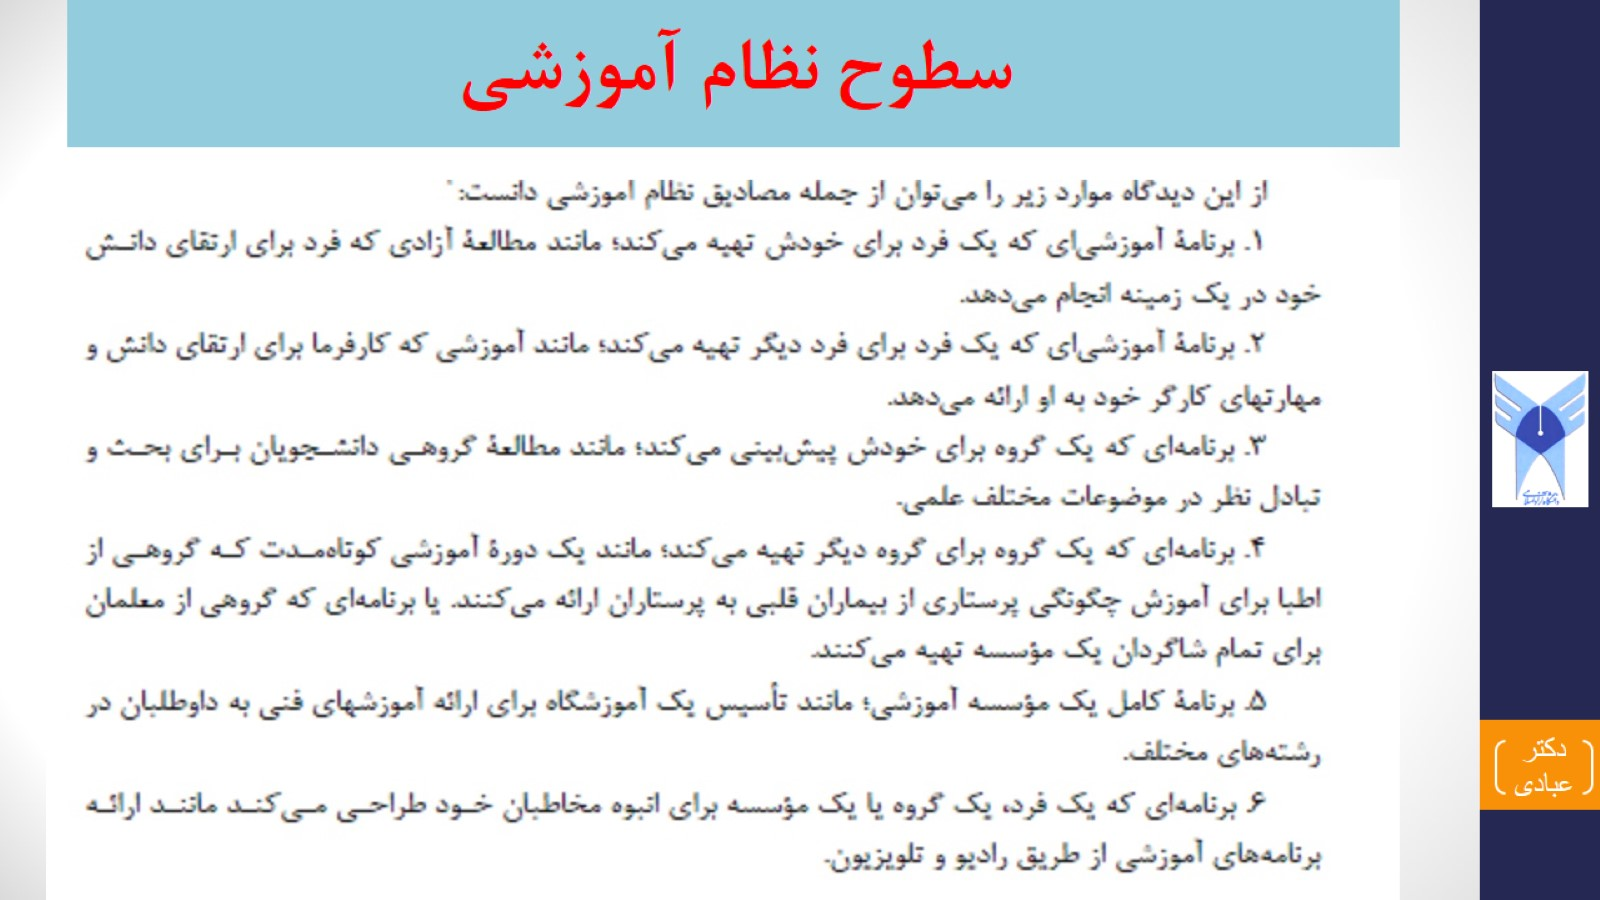 سطوح نظام آموزشی
از این دیدگاه موارد زیر را می‌توان از جمله مصادیق نظام آموزشی دانست:
۱. برنامهٔ آموزشی‌ای که یک فرد برای خودش تهیه می‌کند؛ مانند مطالعهٔ آزادی که فرد برای ارتقای دانش
خود در یک زمینه انجام می‌دهد.
۲. برنامهٔ آموزشی‌ای که یک فرد برای فرد دیگر تهیه می‌کند؛ مانند آموزشی که کارفرما برای ارتقای دانش و
مهارتهای کارگر خود به او ارائه می‌دهد.
۳. برنامه‌ای که یک گروه برای خودش پیش‌بینی می‌کند؛ مانند مطالعهٔ گروهی دانشجویان برای بحث و
تبادل نظر در موضوعات مختلف علمی.
۴. برنامه‌ای که یک گروه برای گروه دیگر تهیه می‌کند؛ مانند یک دورهٔ آموزشی کوتاه‌مدت که گروهی از
اطبا برای آموزش چگونگی پرستاری از بیماران قلبی به پرستاران ارائه می‌کنند. یا برنامه‌ای که گروهی از معلمان
برای تمام شاگردان یک مؤسسه تهیه می‌کنند.
۵. برنامهٔ کامل یک مؤسسه آموزشی؛ مانند تأسیس یک آموزشگاه برای ارائه آموزشهای فنی به داوطلبان در
رشته‌های مختلف.
۶. برنامه‌ای که یک فرد، یک گروه یا یک مؤسسه برای انبوه مخاطبان خود طراحی می‌کند مانند ارائه
برنامه‌های آموزشی از طریق رادیو و تلویزیون.
دکتر
عبادی